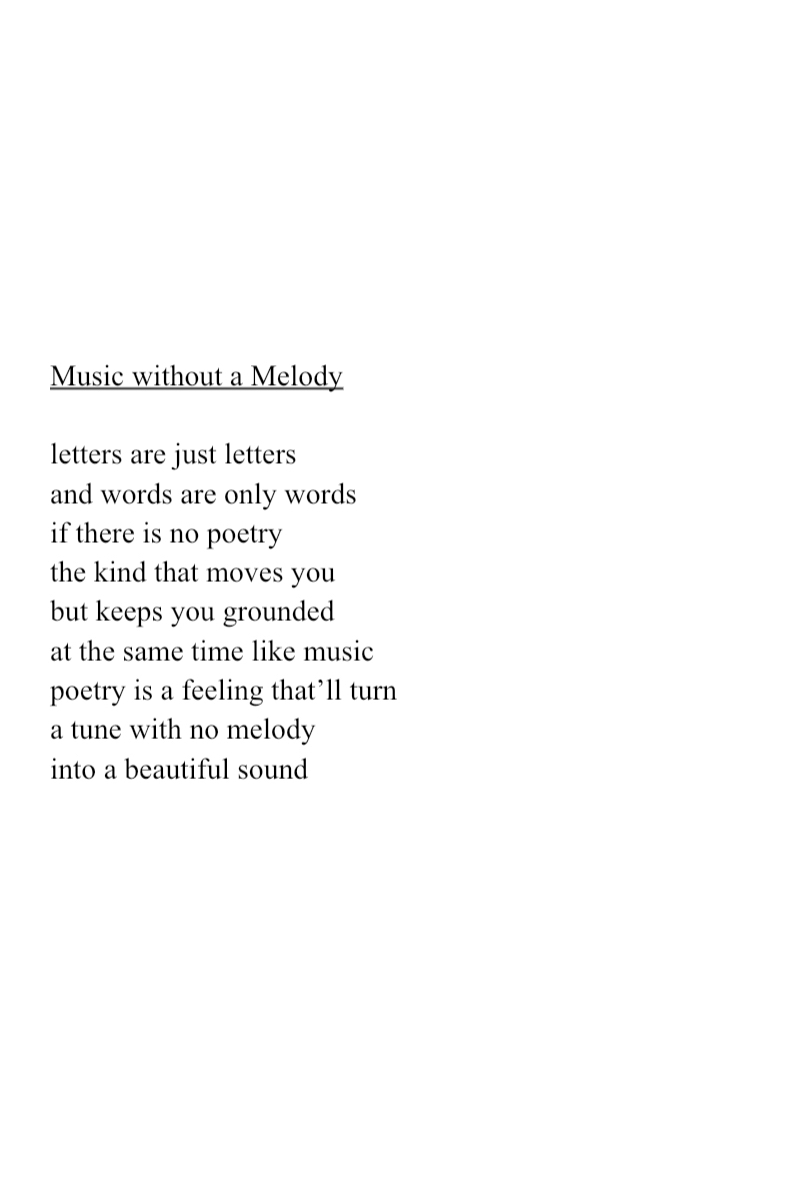 Music without a Melody
letters are just letters
and words are only words
if there is no poetry
the kind that moves you
but keeps you grounded
at the same time like music
poetry is a feeling that’ll turn
a tune with no melody
into a beautiful sound